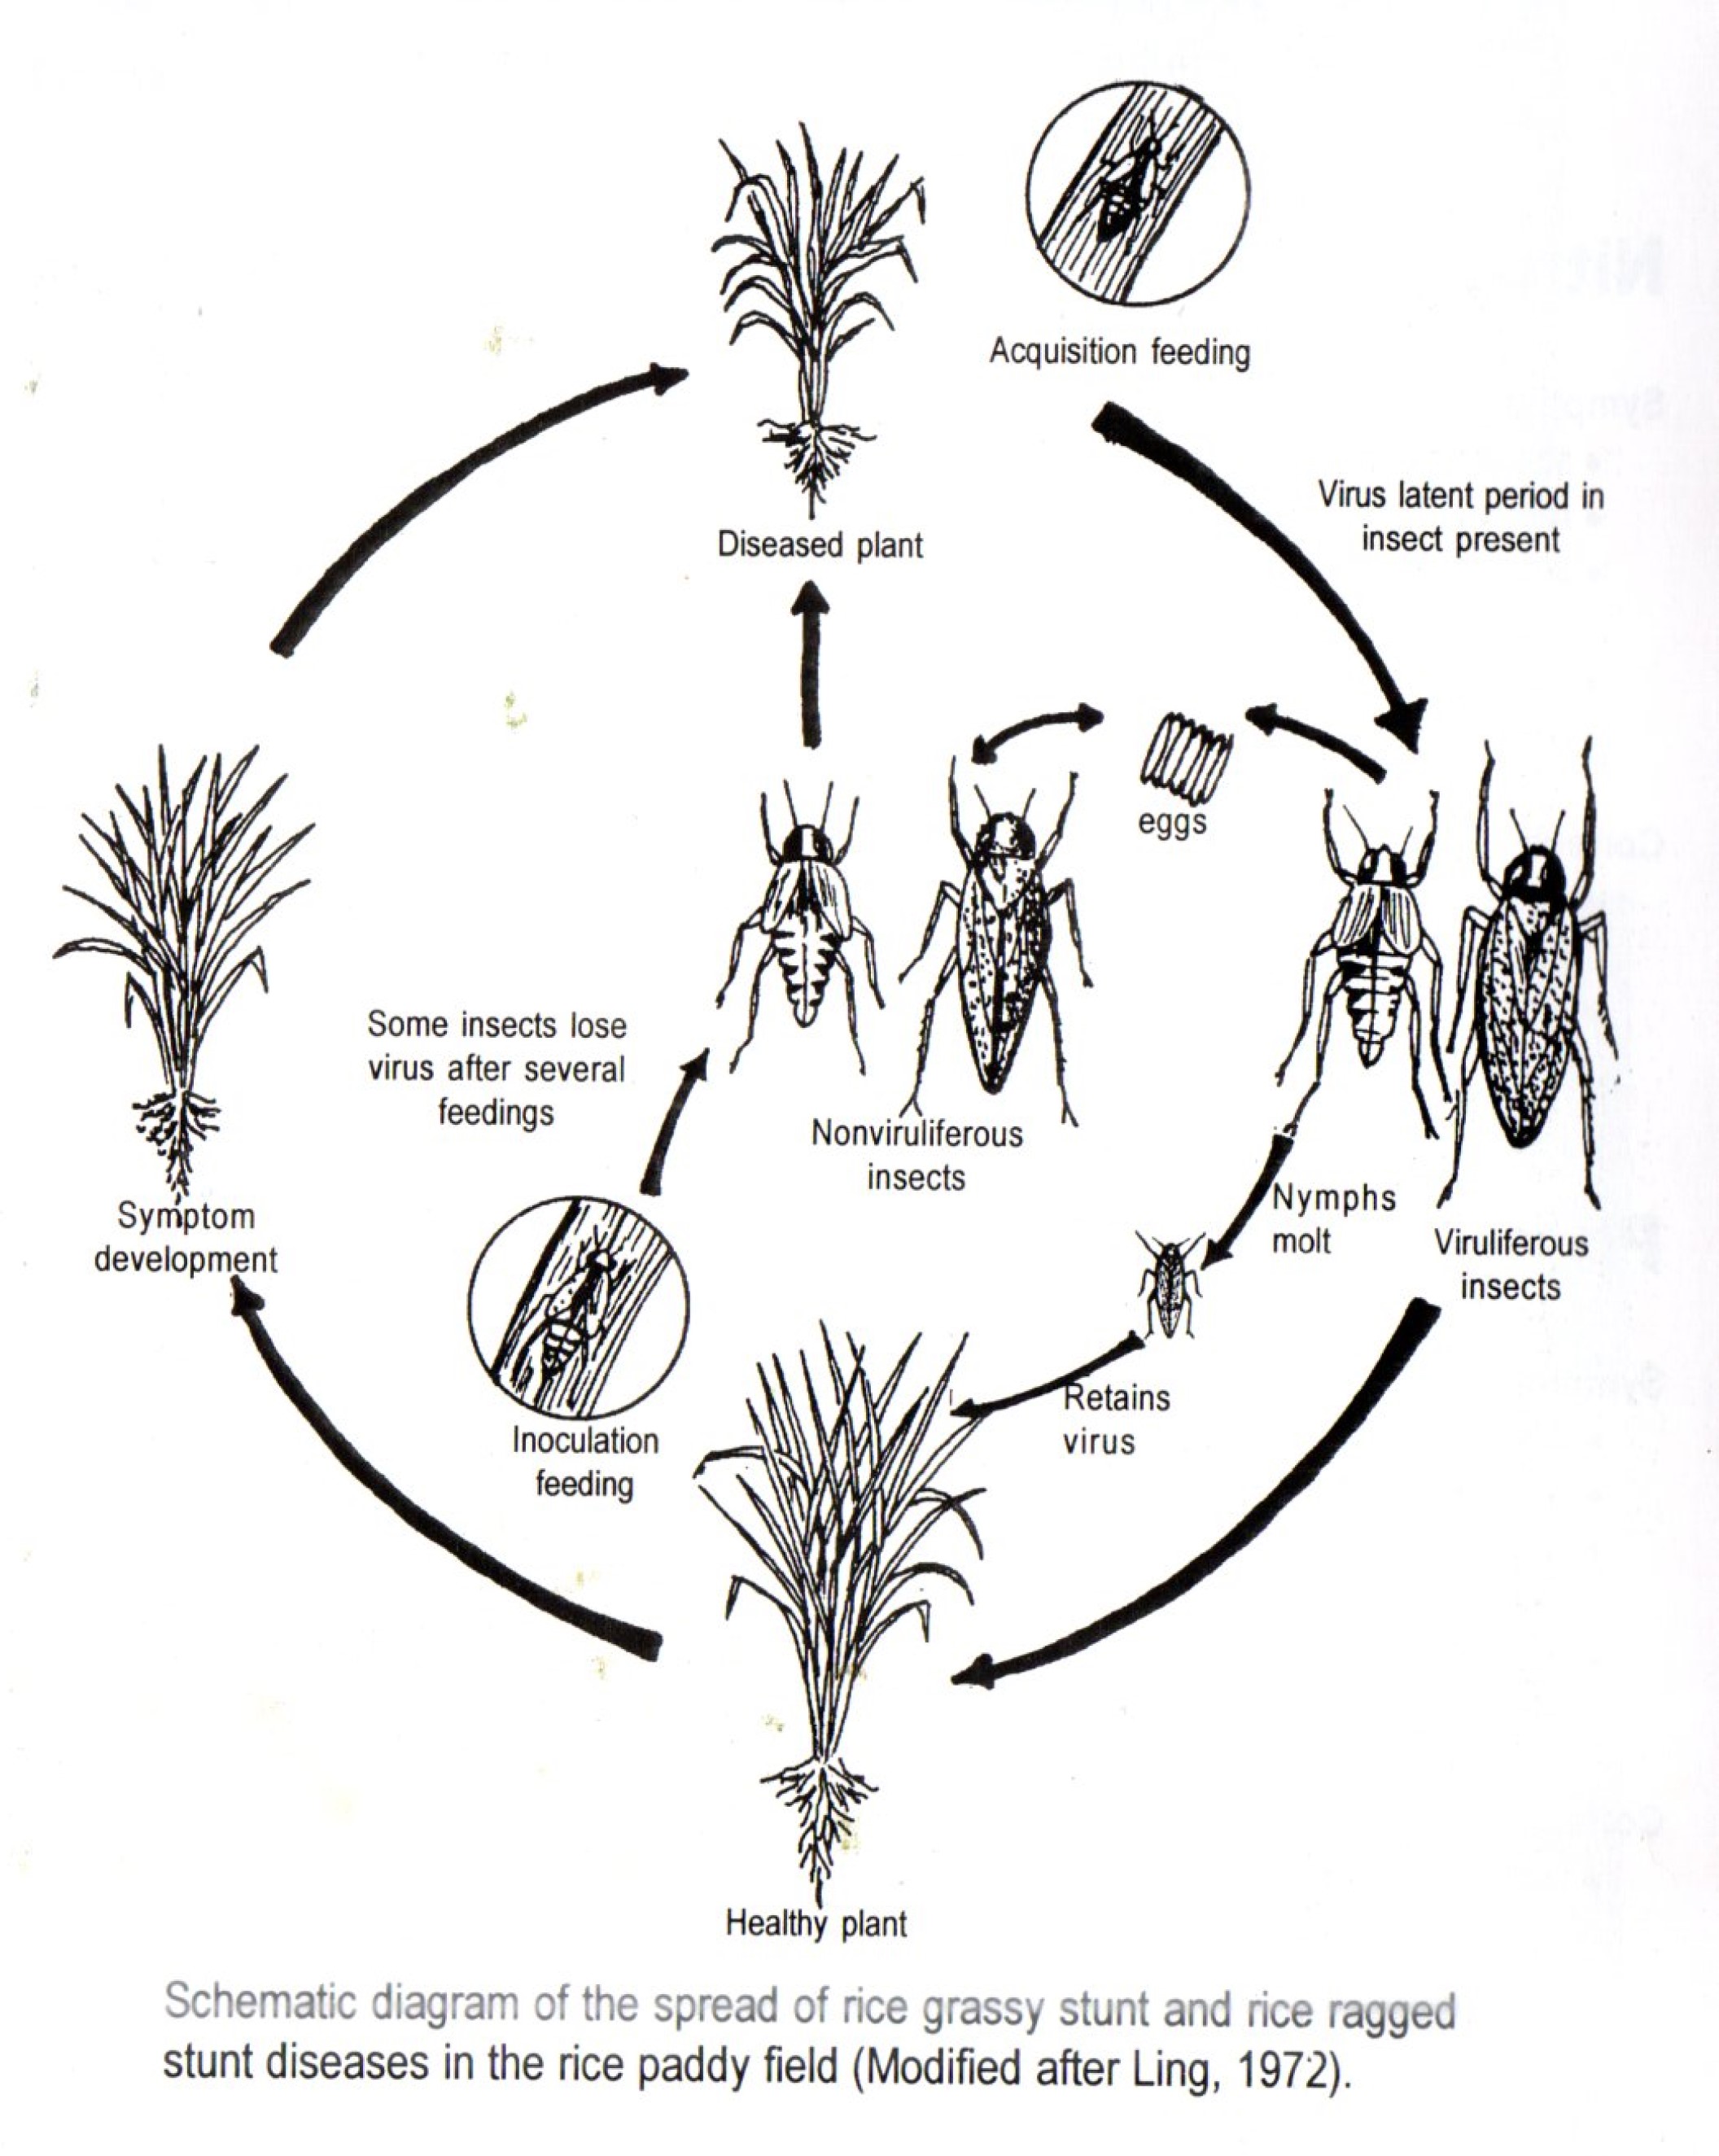 Acquisition feeding
Virus latent period in
insect present
Diseased plant
eggs
Some insects lose
virus after several
feedings
Nonviruliferous
insects
Nymphs
molt
Viruliferous
insects
Symptom
development
Retains
virus
Inoculation
feeding
Healthy plant
Schematic diagram of the spread of rice grassy stunt and rice ragged
stunt diseases in the rice paddy field (Modified after Ling, 1972).